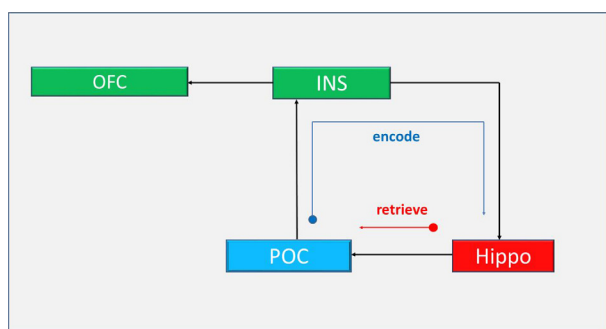 OFC
INS
encode
retrieve
POC
Hippo